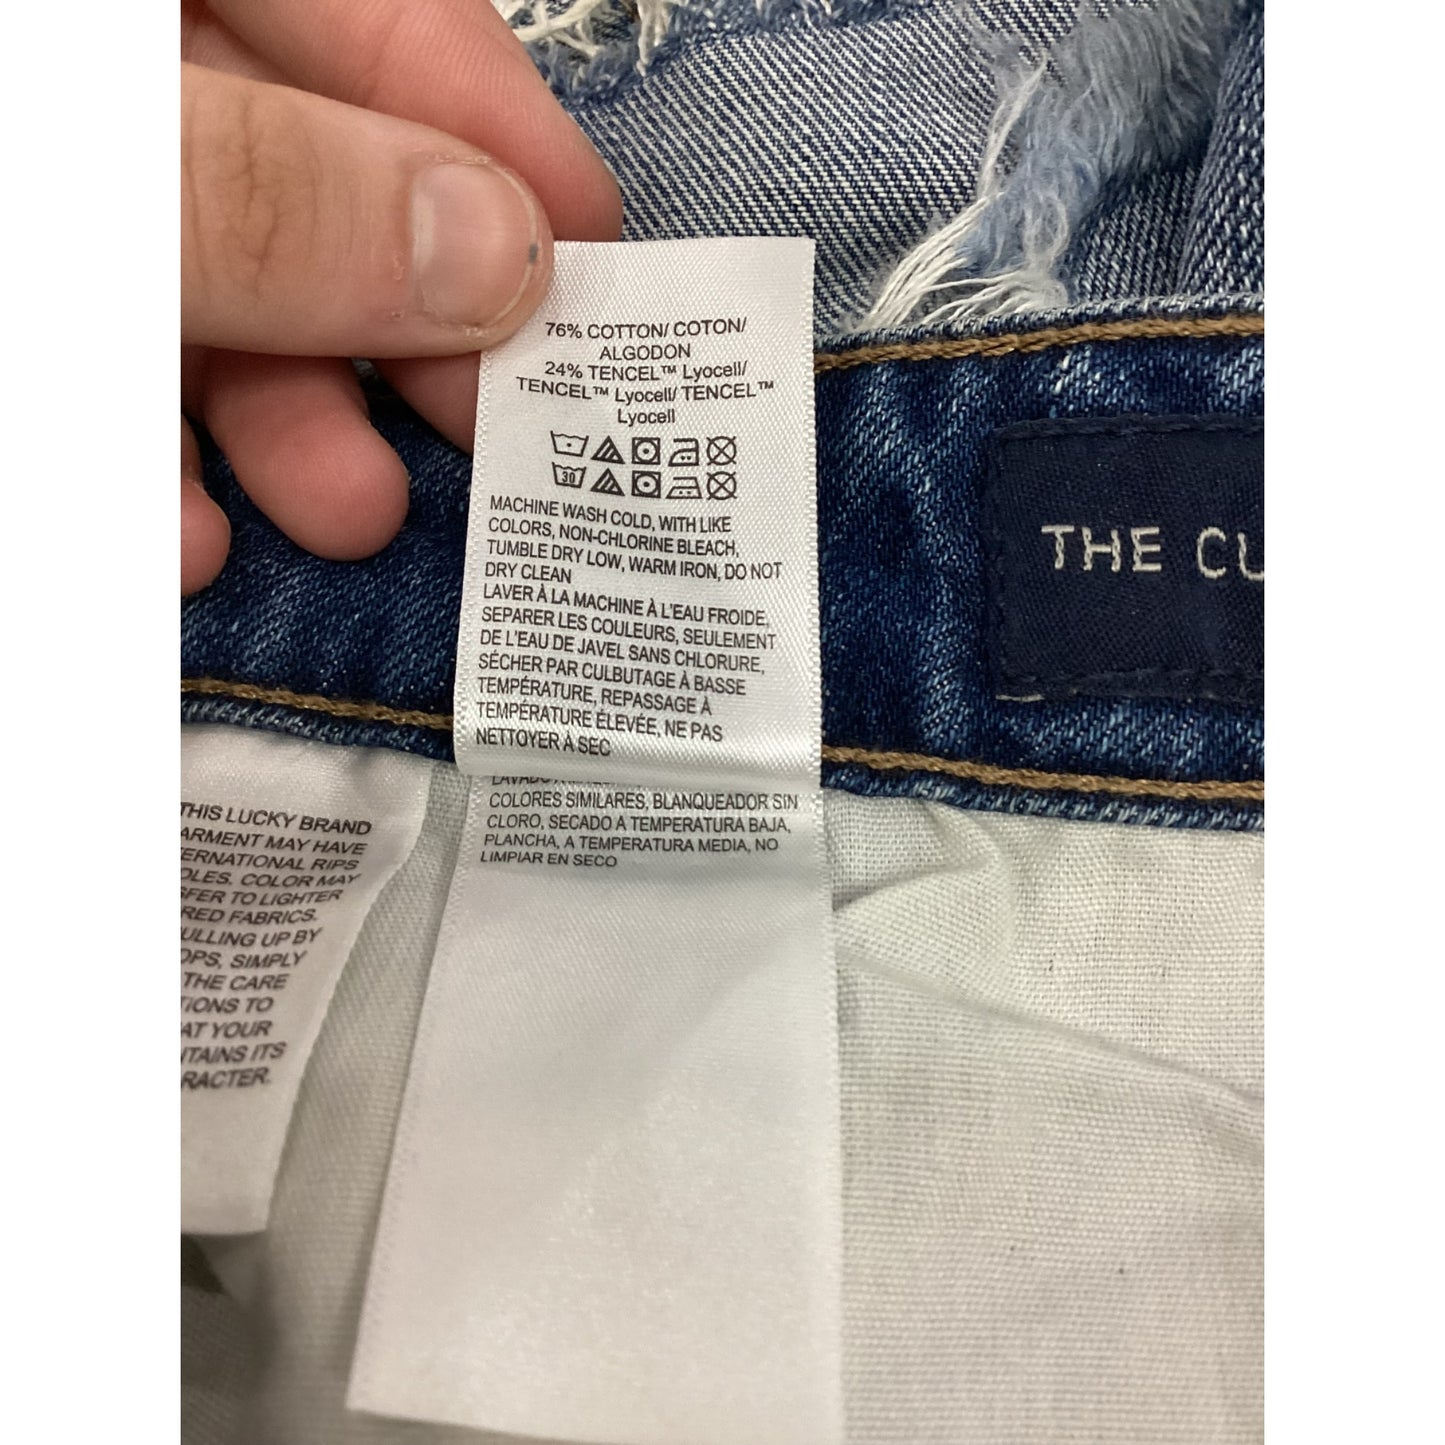 76% COTTON/ COTON/
ALGODON
24% TENCEL™ Lyocell/
TENCEL™ Lyocell/ TENCEL™
Lyocell
30
MACHINE WASH COLD, WITH LIKE
COLORS, NON-CHLORINE BLEACH,
TUMBLE DRY LOW, WARM IRON, DO NOT
DRY CLEAN
LAVER À LA MACHINE À L'EAU FROIDE,
SEPARER LES COULEURS, SEULEMENT
DE L'EAU DE JAVEL SANS CHLORURE,
SÉCHER PAR CULBUTAGE À BASSE
TEMPÉRATURE, REPASSAGE À
TEMPÉRATURE ÉLEVÉE, NE PAS
NETTOYER À SEC
COLORES SIMILARES, BLANQUEADOR SIN
CLORO, SECADO A TEMPERATURA BAJA,
PLANCHA, A TEMPERATURA MEDIA, NO
LIMPIAR EN SECO
THIS LUCKY BRAND
ARMENT MAY HAVE
ERNATIONAL RIPS
OLES. COLOR MAY
SFER TO LIGHTER
RED FABRICS.
ULLING UP BY
OPS, SIMPLY
THE CARE
TIONS TO
AT YOUR
NTAINS ITS
RACTER.
THE CU